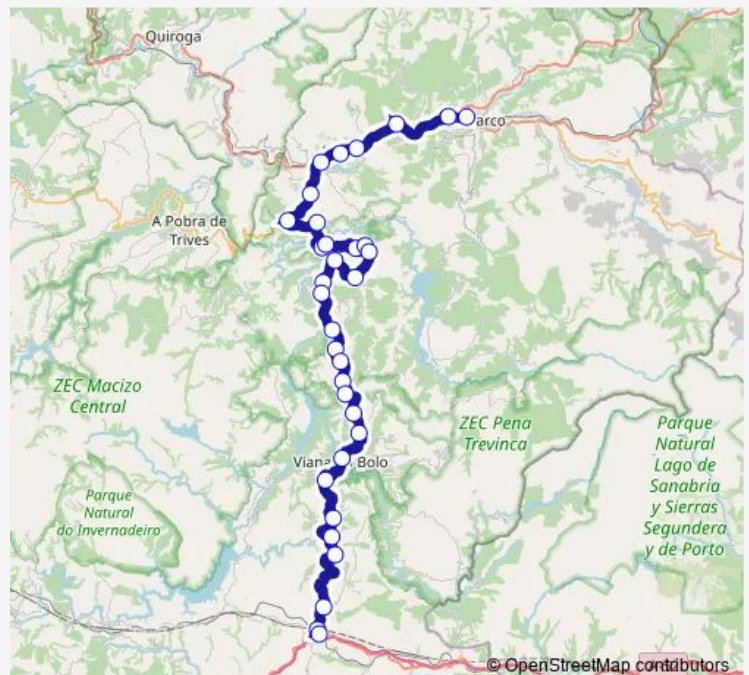 Quiroga
arco
A Pobra de
Trives
ZEC Macizo
Central
ZEC Pena
Trevinca
Parque
Natural
Lago de
Sanabria
y Sierras
Segundera
y de Porto
Viana Bolo
Parque
Natural
do Invernadeiro
© OpenStreetMap contributors